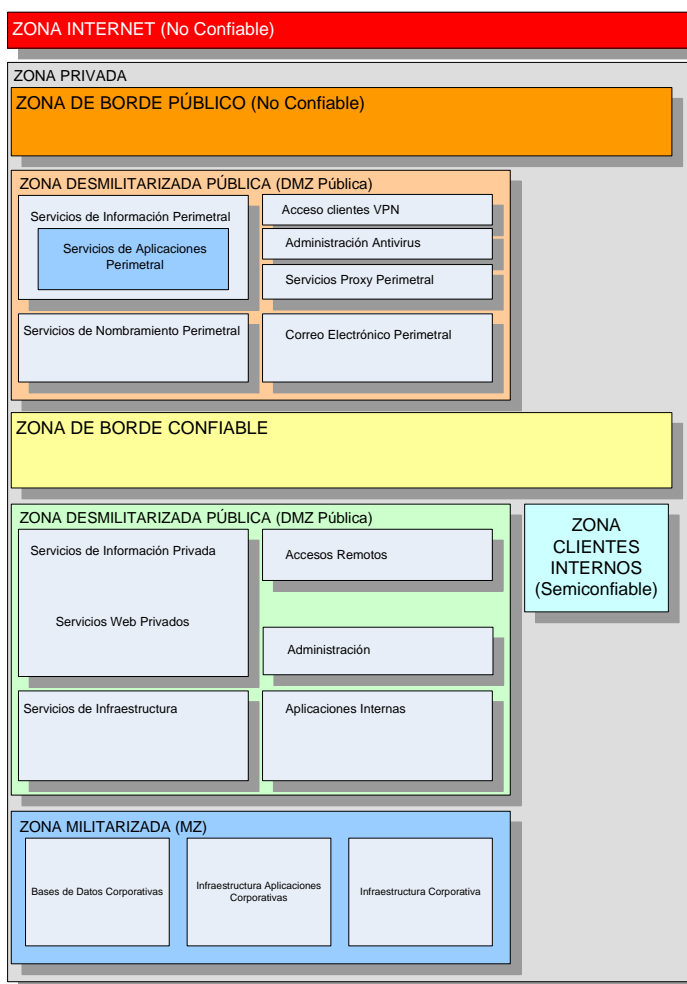 ZONA INTERNET (No Confiable)
ZONA PRIVADA
ZONA DE BORDE PÚBLICO (No Confiable)
ZONA DESMILITARIZADA PÚBLICA (DMZ Pública)
Servicios de Información Perimetral
Servicios de Aplicaciones
Perimetral
Acceso clientes VPN
Administración Antivirus
Servicios Proxy Perimetral
Servicios de Nombramiento Perimetral
Correo Electrónico Perimetral
ZONA DE BORDE CONFIABLE
ZONA DESMILITARIZADA PÚBLICA (DMZ Pública)
Servicios de Información Privada
Servicios Web Privados
Accesos Remotos
Administración
Servicios de Infraestructura
Aplicaciones Internas
ZONA
CLIENTES
INTERNOS
(Semiconfiable)
ZONA MILITARIZADA (MZ)
Bases de Datos Corporativas
Infraestructura Aplicaciones
Corporativas
Infraestructura Corporativa